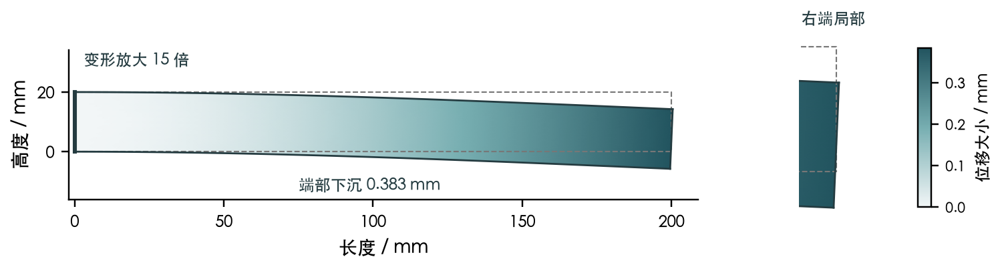 右端局部
变形放大 15 倍
高度 / mm
20
0
端部下沉 0.383 mm
0
50
100
150
200
长度 / mm
0.3
0.2
0.1
0.0
位移大小 / mm